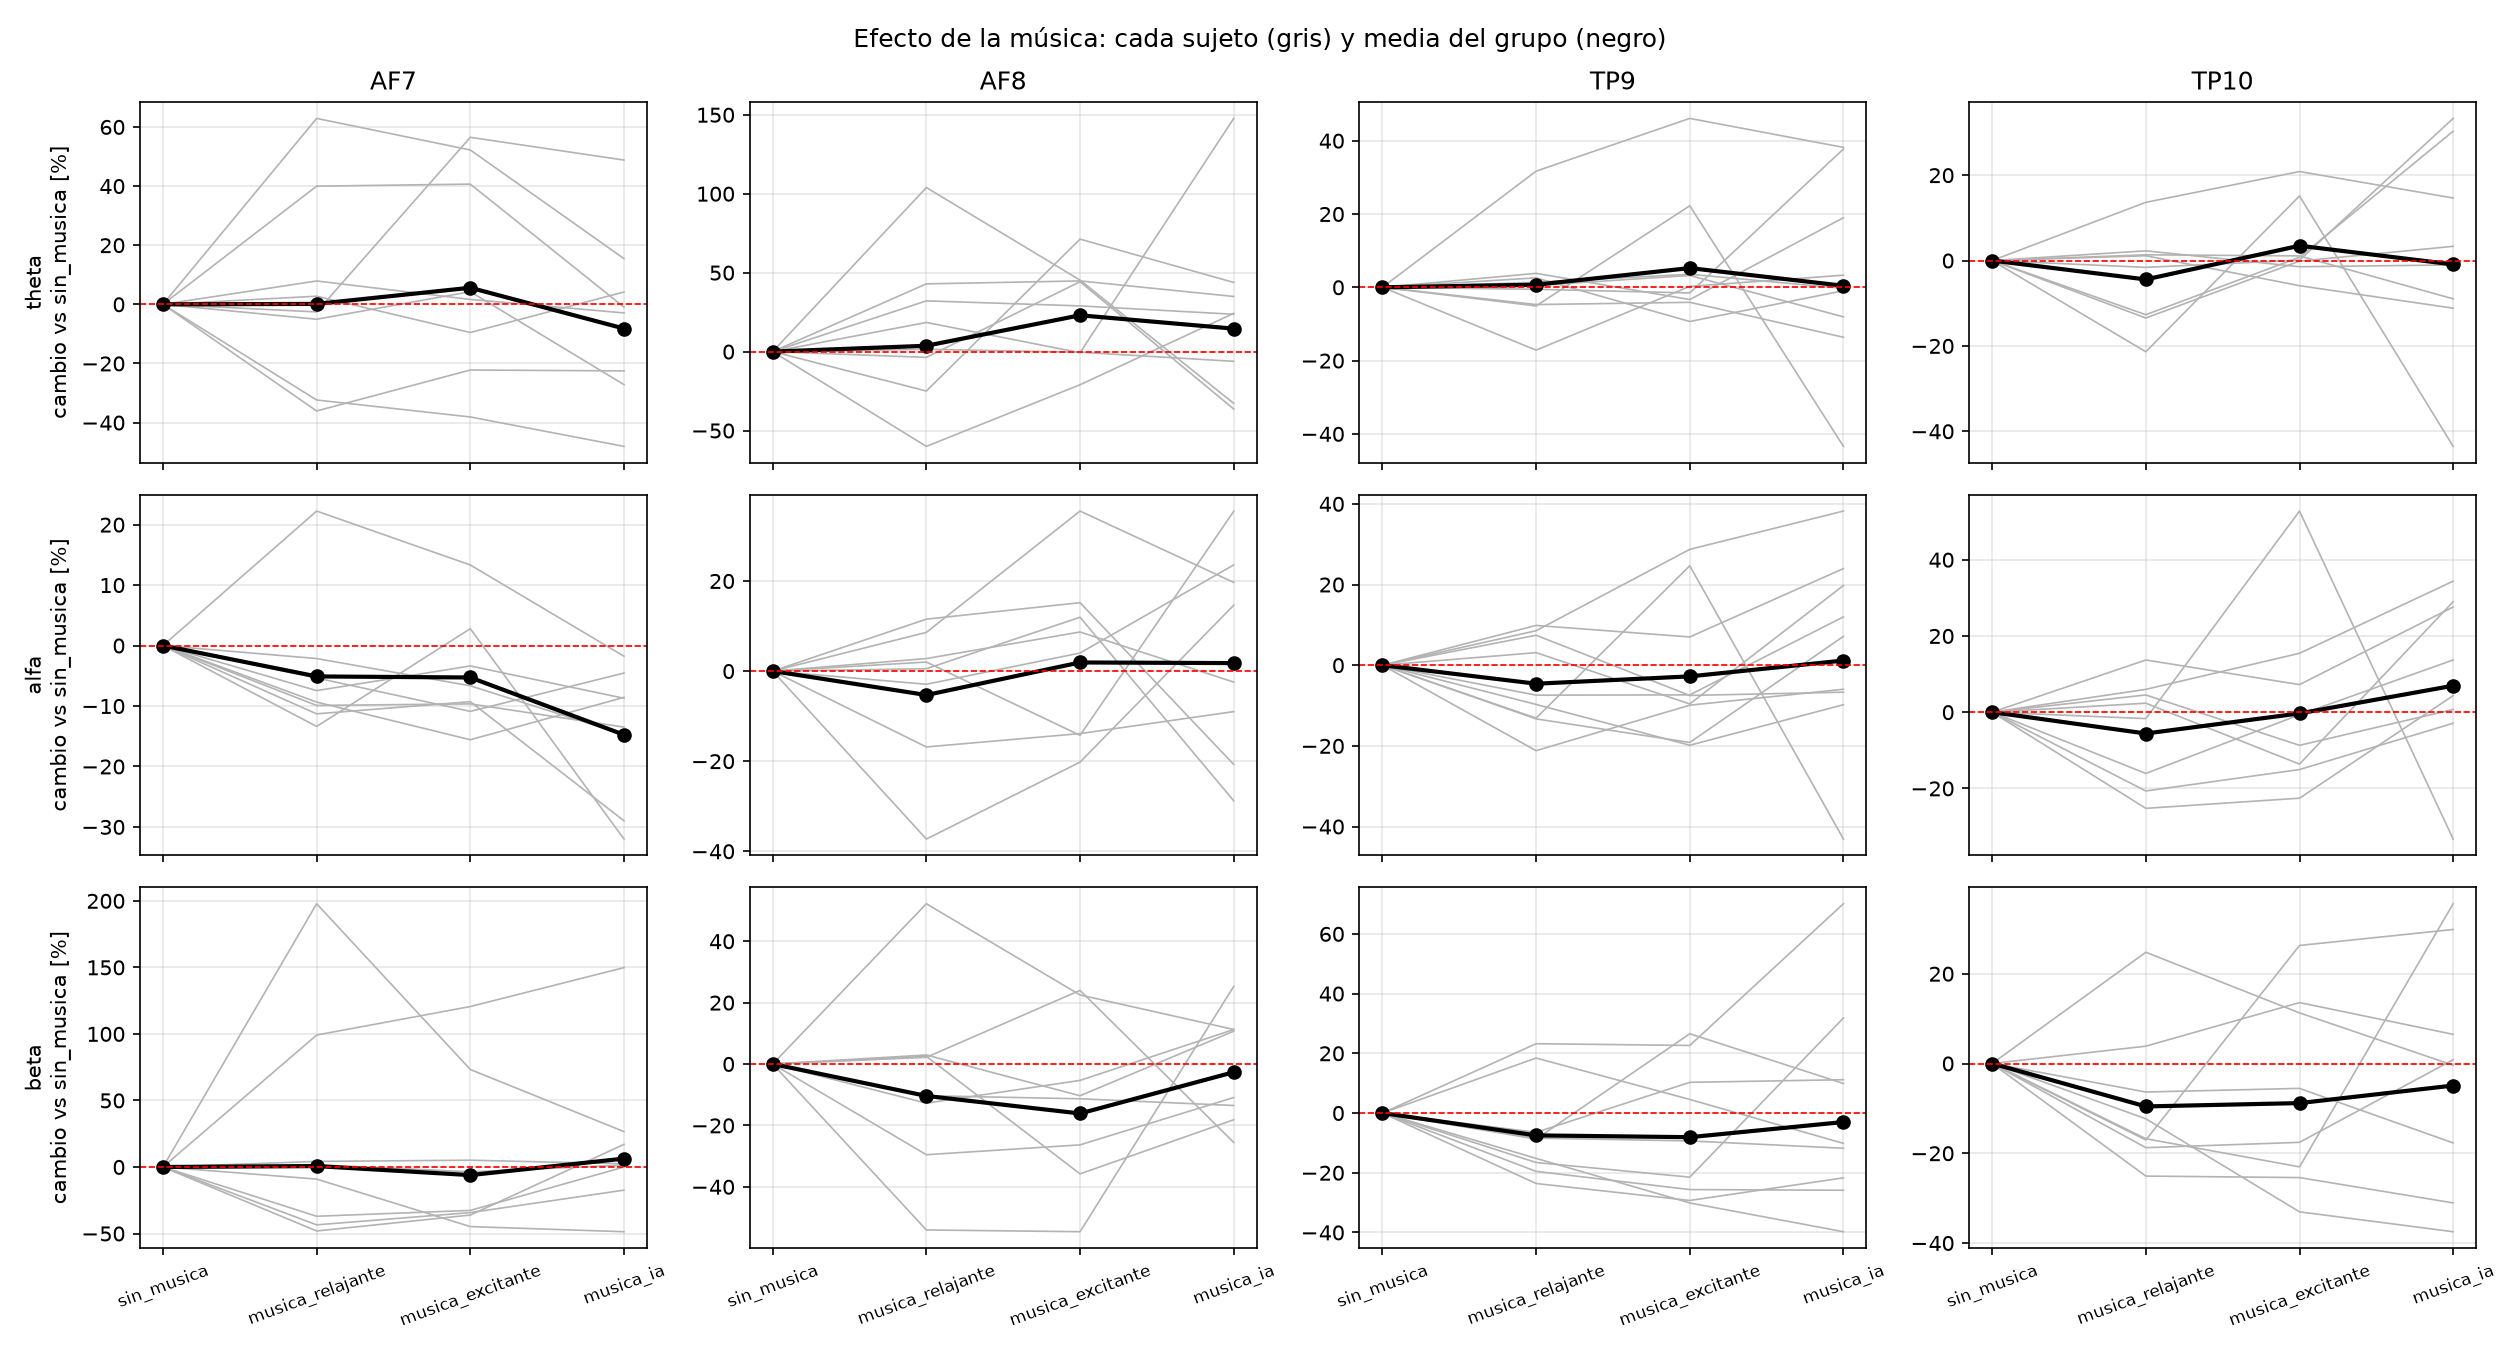 Efecto de la música: cada sujeto (gris) y media del grupo (negro)
AF7
AF8
TP9
TP10
theta
cambio vs sin_musica [%]
60
40
20
0
−20
−40
150
100
50
0
−50
40
20
0
−20
−40
20
0
−20
−40
alfa
cambio vs sin_musica [%]
20
10
0
−10
−20
−30
20
0
−20
−40
40
20
0
−20
−40
40
20
0
−20
beta
cambio vs sin_musica [%]
200
150
100
50
0
−50
40
20
0
−20
−40
60
40
20
0
−20
−40
20
0
−20
−40
sin_musica
musica_relajante
musica_excitante
musica_ia
sin_musica
musica_relajante
musica_excitante
musica_ia
sin_musica
musica_relajante
musica_excitante
musica_ia
sin_musica
musica_relajante
musica_excitante
musica_ia